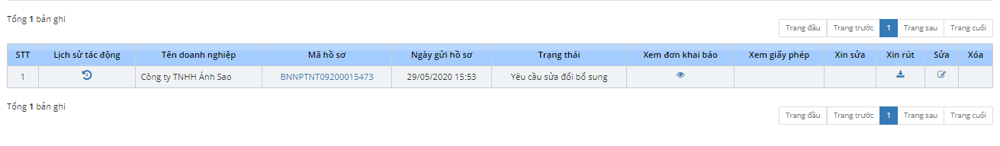 Tổng 1 bản ghi
Trang đầu Trang trước 1 Trang sau Trang cuối
STT Lịch sử tác động Tên doanh nghiệp Mã hồ sơ Ngày gửi hồ sơ Trạng thái Xem đơn khai báo Xem giấy phép Xin sửa Xin rút Sửa Xóa
1 Công ty TNHH Ánh Sao BNNPTNT09200015473 29/05/2020 15:53 Yêu cầu sửa đổi bổ sung
Tổng 1 bản ghi
Trang đầu Trang trước 1 Trang sau Trang cuối